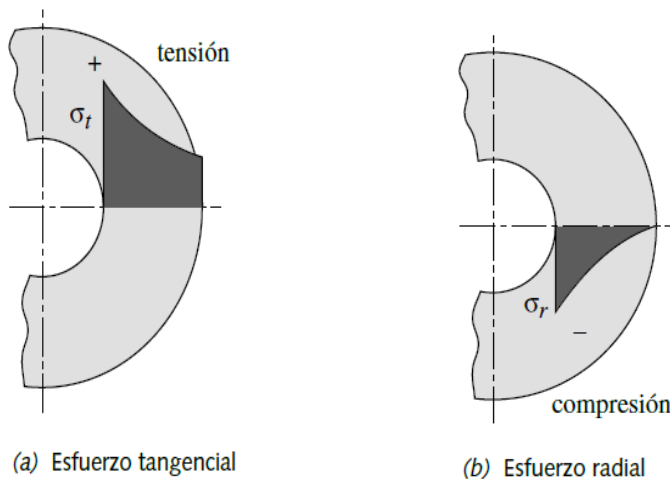 tensión
+
σt
(a) Esfuerzo tangencial
σr
–
compresión
(b) Esfuerzo radial